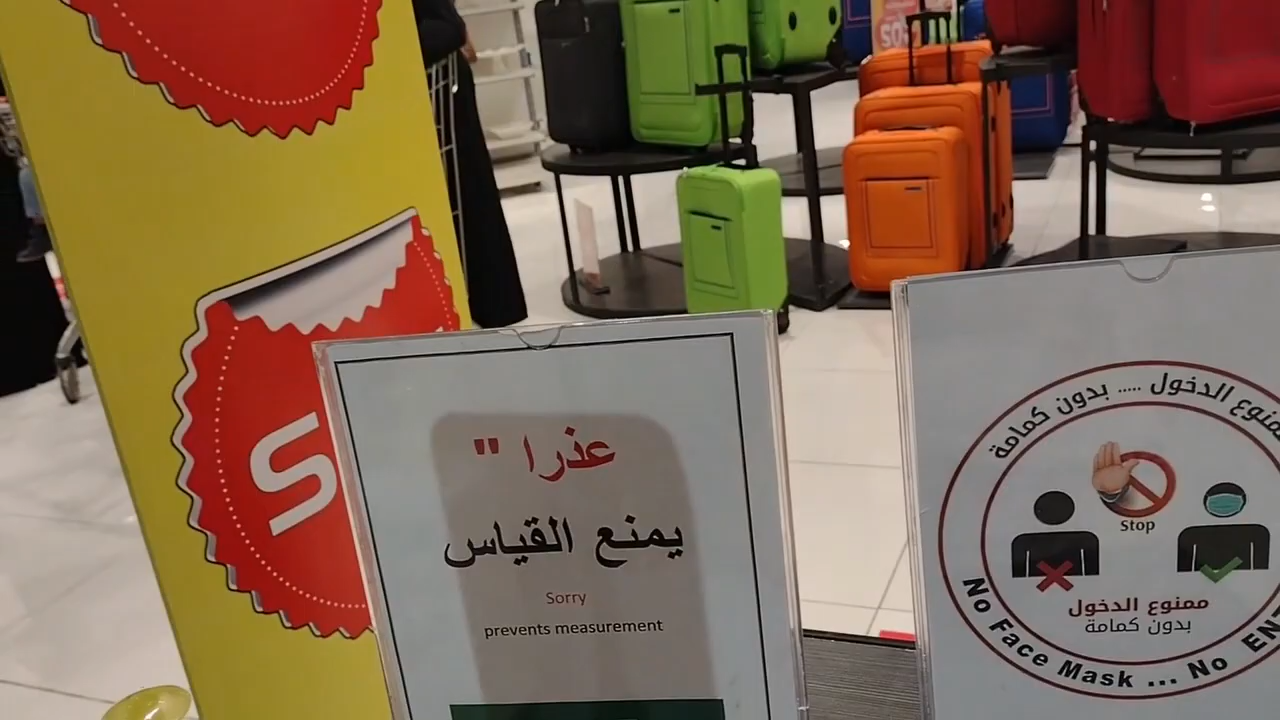 عذرا "
يمنع القياس
Sorry
prevents measurement
ممنوع الدخول ..... بدون كمامة
Stop
ممنوع الدخول
بدون كمامة
No Face Mask ... No